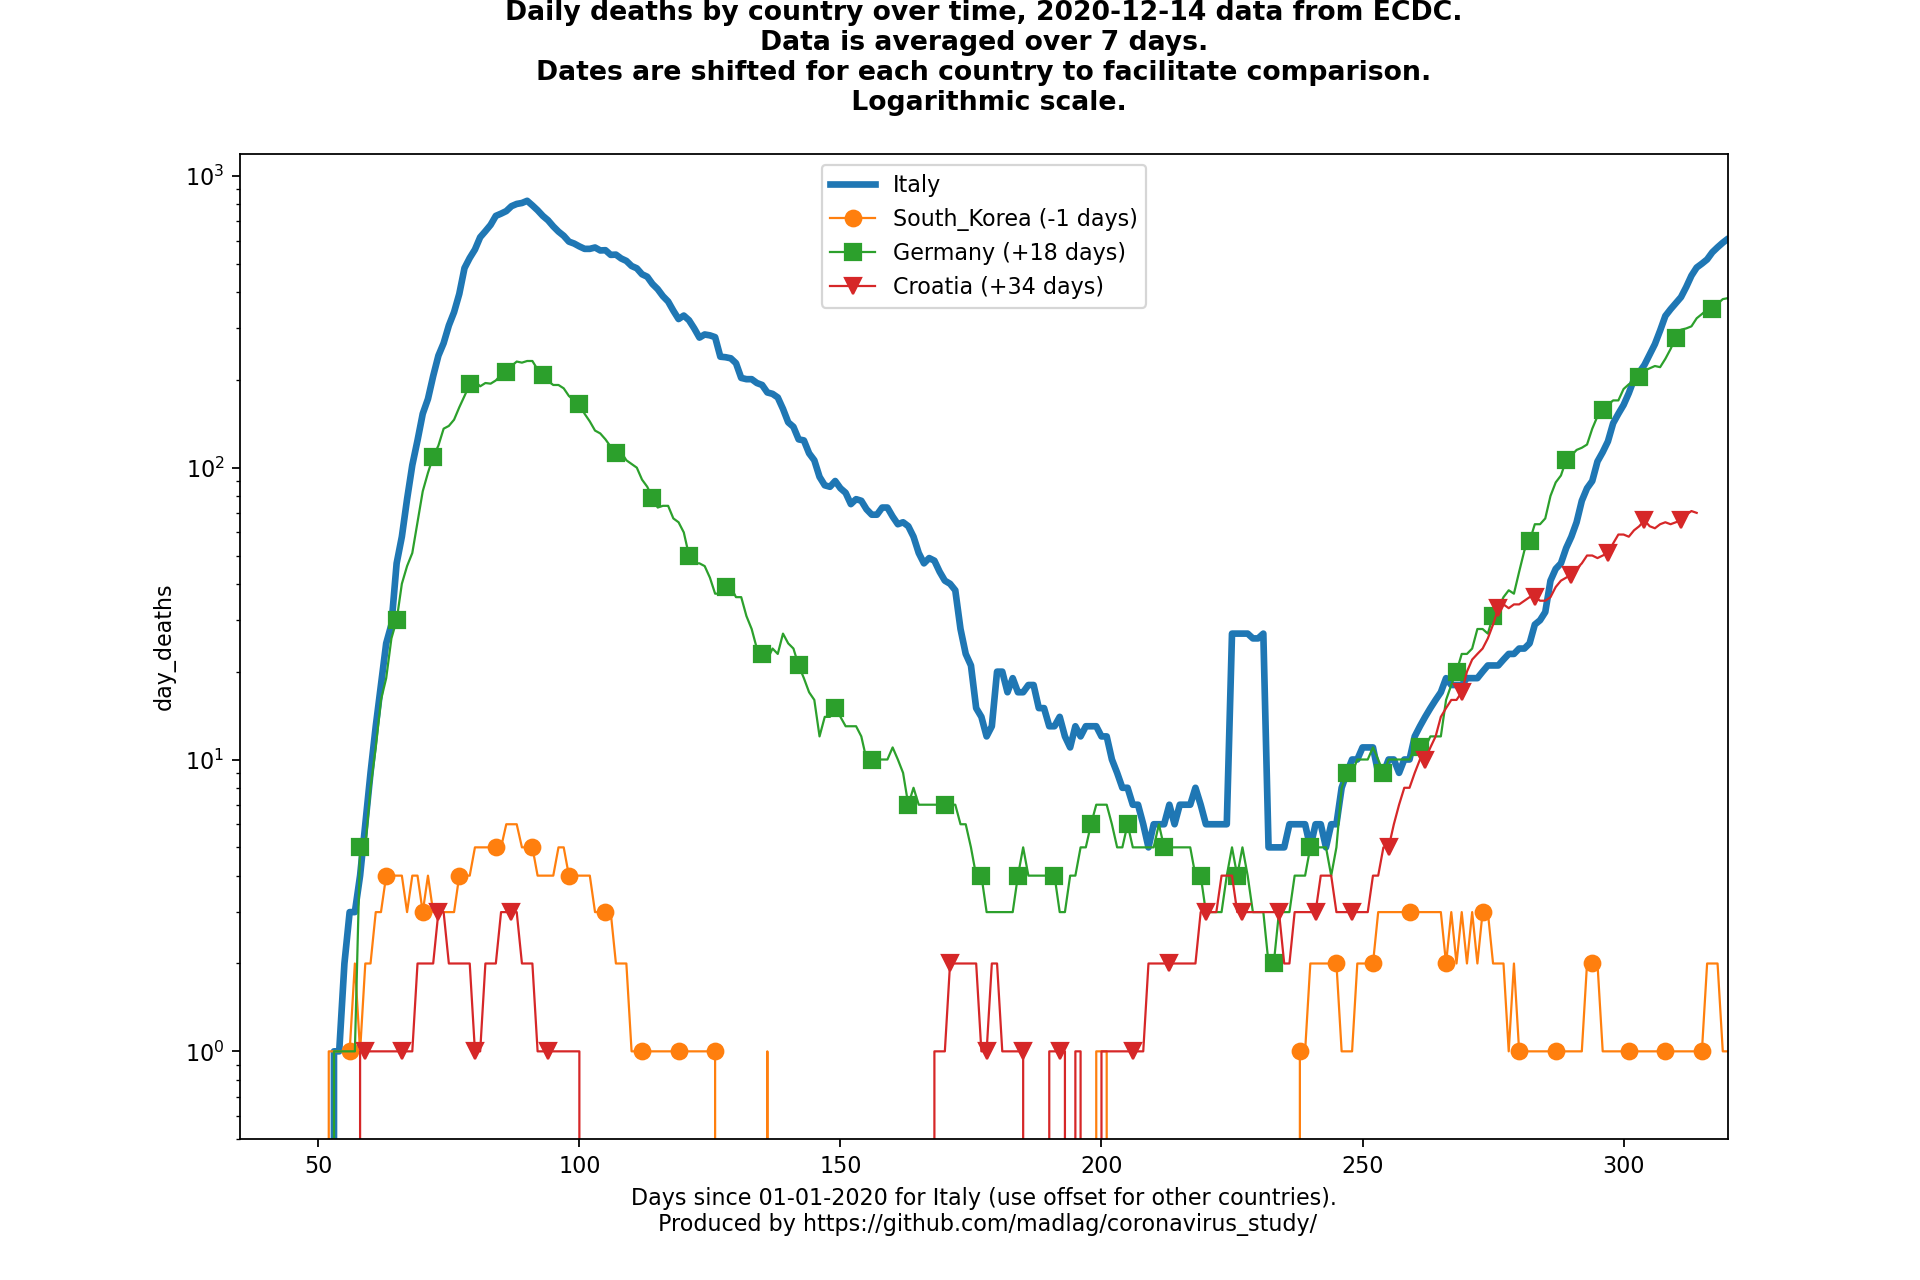 Daily deaths by country over time, 2020-12-14 data from ECDC.
Data is averaged over 7 days.
Dates are shifted for each country to facilitate comparison.
Logarithmic scale.
10³
Italy
South_Korea (-1 days)
Germany (+18 days)
Croatia (+34 days)
10²
day_deaths
10¹
10⁰
50 100 150 200 250 300
Days since 01-01-2020 for Italy (use offset for other countries).
Produced by https://github.com/madlag/coronavirus_study/